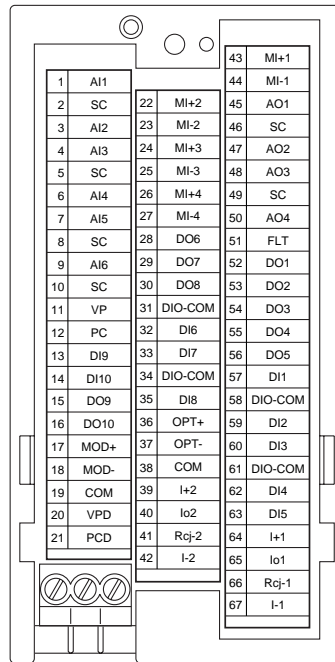 1 AI1
2 SC
3 AI2
4 AI3
5 SC
6 AI4
7 AI5
8 SC
9 AI6
10 SC
11 VP
12 PC
13 DI9
14 DI10
15 DO9
16 DO10
17 MOD+
18 MOD-
19 COM
20 VPD
21 PCD
22 MI+2
23 MI-2
24 MI+3
25 MI-3
26 MI+4
27 MI-4
28 DO6
29 DO7
30 DO8
31 DIO-COM
32 DI6
33 DI7
34 DIO-COM
35 DI8
36 OPT+
37 OPT-
38 COM
39 I+2
40 Io2
41 Rcj-2
42 I-2
43 MI+1
44 MI-1
45 AO1
46 SC
47 AO2
48 AO3
49 SC
50 AO4
51 FLT
52 DO1
53 DO2
54 DO3
55 DO4
56 DO5
57 DI1
58 DIO-COM
59 DI2
60 DI3
61 DIO-COM
62 DI4
63 DI5
64 I+1
65 Io1
66 Rcj-1
67 I-1